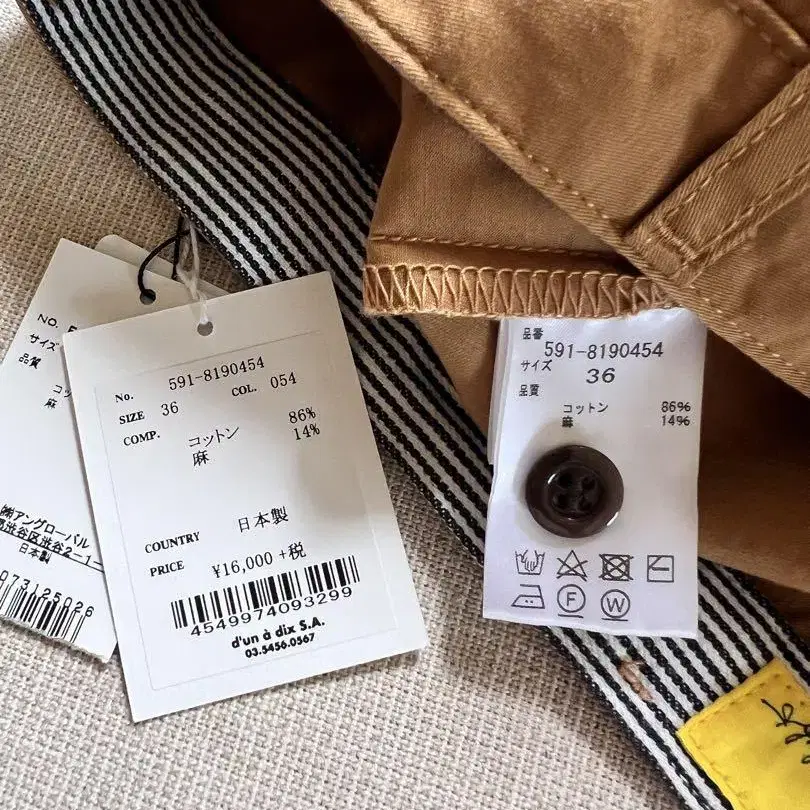 NO.
サイズ
品質
麻
㈱アングローバル
渋谷区渋谷2-1
日本製
073125026
No. 591-8190454
SIZE 36 COL. 054
COMP. コットン 86%
麻 14%
COUNTRY 日本製
PRICE ¥16,000 +税
4549974093299
d'un à dix S.A.
03.5456.0567
品番
591-8190454
サイズ 36
品質
コットン 86%
麻 14%
F W